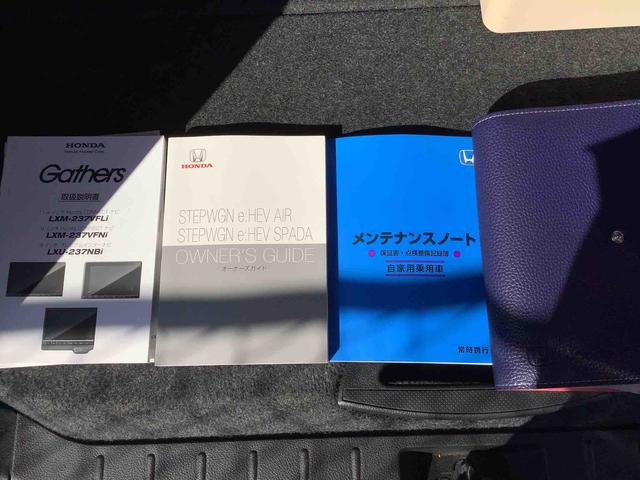 HONDA
Honda Access Corp.
Gathers
取扱説明書
LXM-237VFLi
LXM-237VFNi
LXU-237NBi
HONDA
STEPWGN e:HEV AIR
STEPWGN e:HEV SPADA
OWNER'S GUIDE
オーナーズガイド
メンテナンスノート
保証書・点検整備記録簿
自家用乗用車
常時携行